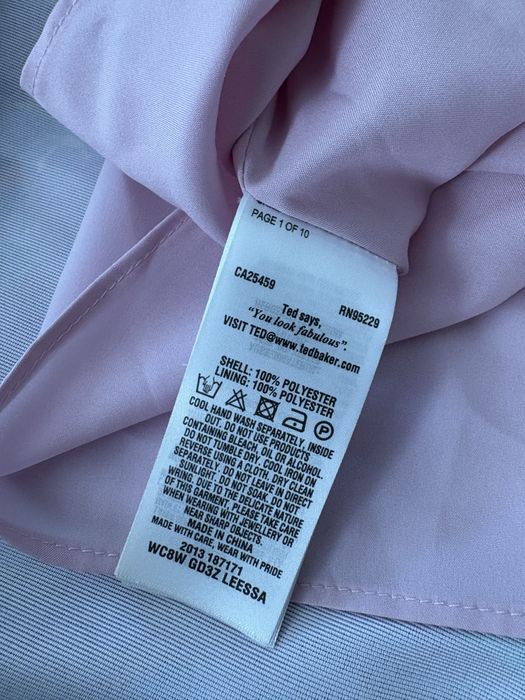 PAGE 1 OF 10
CA25459 RN95229
Ted says,
"You look fabulous".
VISIT TED@www.tedbaker.com
SHELL: 100% POLYESTER
LINING: 100% POLYESTER
P
COOL HAND WASH SEPARATELY, INSIDE
OUT. DO NOT USE PRODUCTS
CONTAINING BLEACH, OIL OR ALCOHOL
DO NOT TUMBLE DRY. COOL IRON ON
REVERSE USING A CLOTH. DRY CLEAN
SEPARATELY. DO NOT LEAK IN DIRECT
SUNLIGHT. DO NOT SOAK. DO NOT
WRING. DUE TO THE DELICATE NATURE
OF THIS GARMENT, PLEASE TAKE CARE
WHEN WEARING WITH JEWELLERY OR
NEAR SHARP OBJECTS.
MADE IN CHINA
MADE WITH CARE, WEAR WITH PRIDE
2013 187171
WC8W GD3Z LEESSA